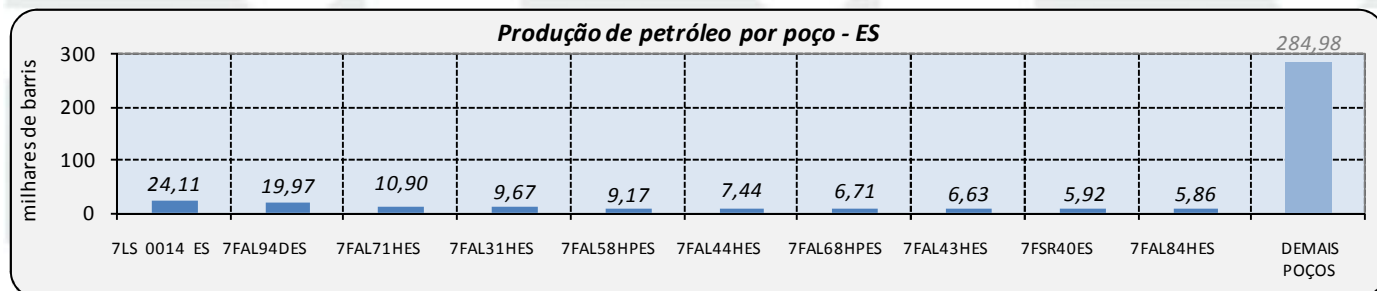 Produção de petróleo por poço - ES
milhares de barris
300
200
100
0
24,11
19,97
10,90
9,67
9,17
7,44
6,71
6,63
5,92
5,86
284,98
7LS 0014 ES
7FAL94DES
7FAL71HES
7FAL31HES
7FAL58HPES
7FAL44HES
7FAL68HPES
7FAL43HES
7FSR40ES
7FAL84HES
DEMAIS
POÇOS